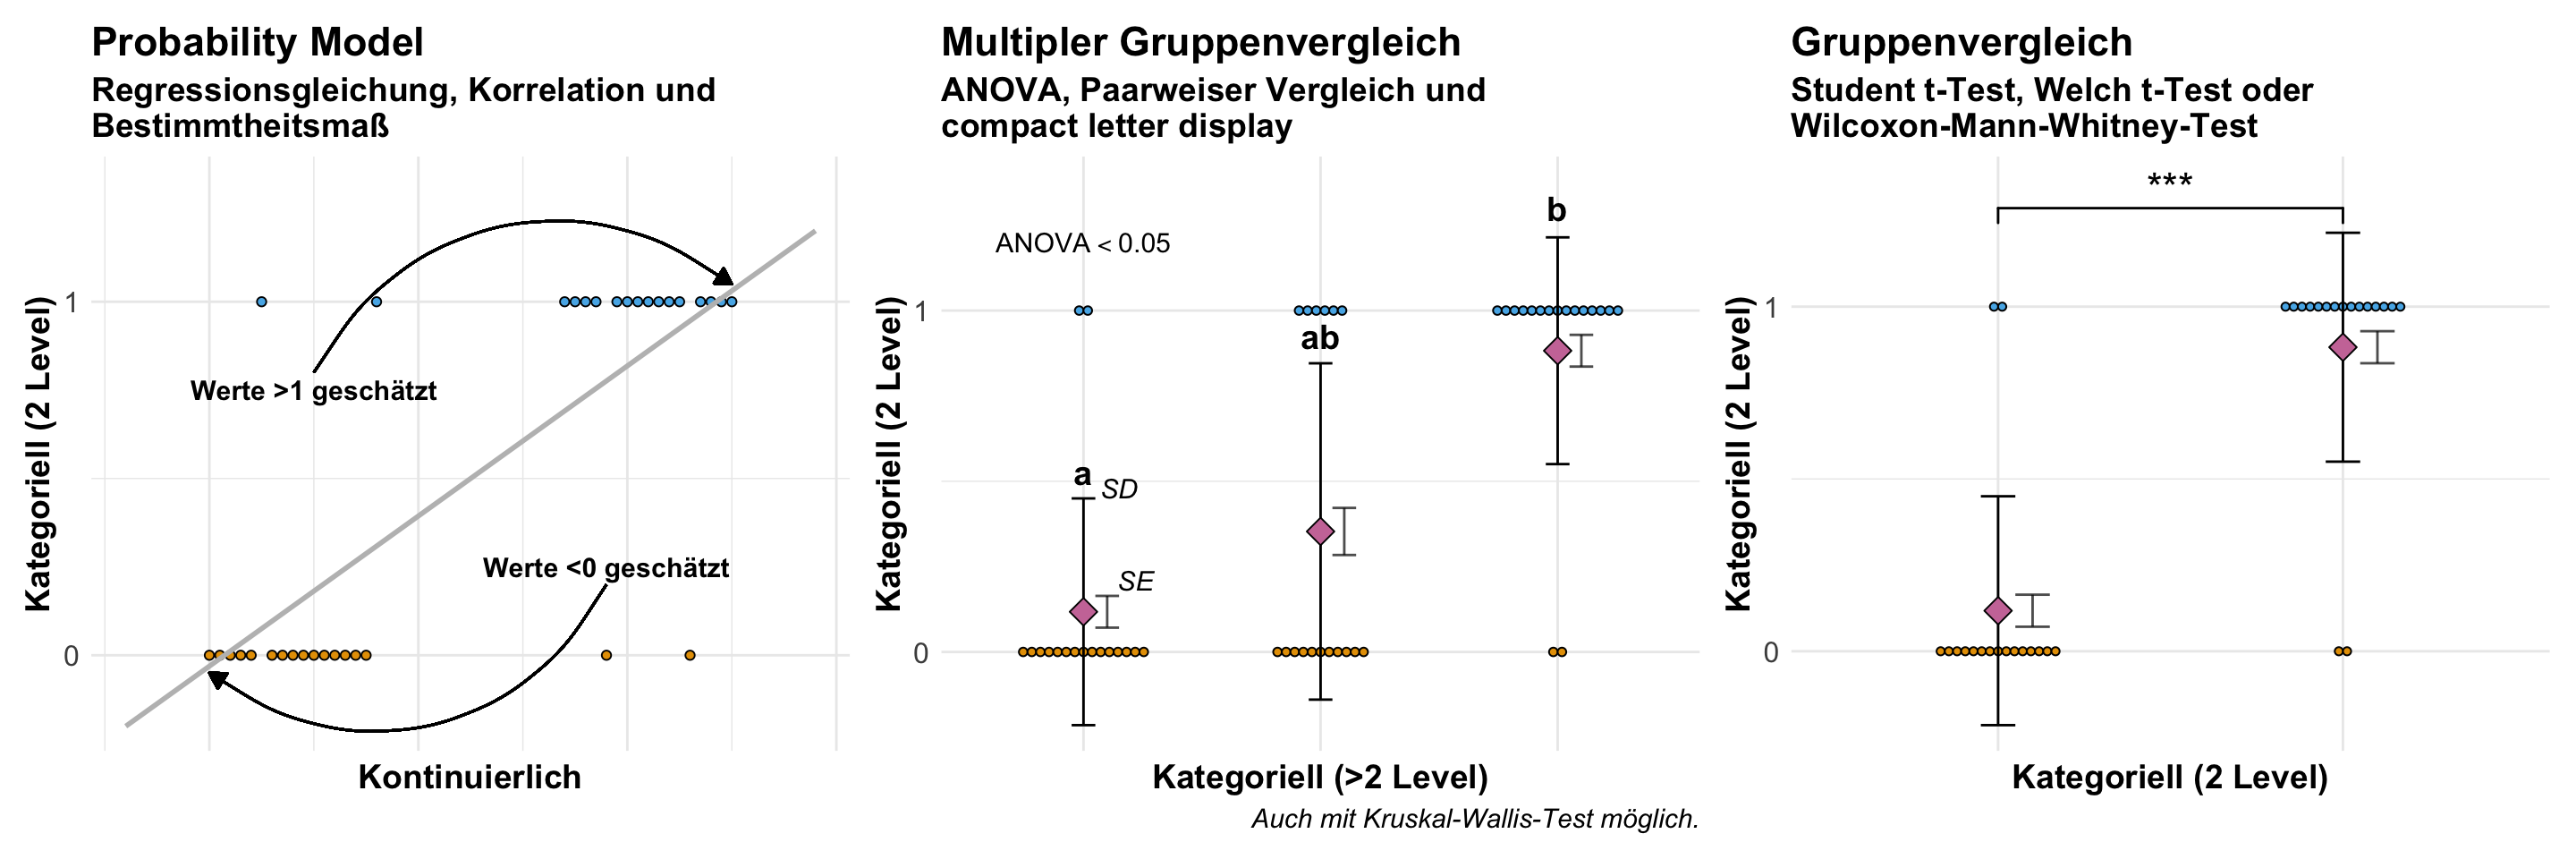 Probability Model
Regressionsgleichung, Korrelation und
Bestimmtheitsmaß
Kategoriell (2 Level)
1
0
Werte >1 geschätzt
Werte <0 geschätzt
Kontinuierlich
Multipler Gruppenvergleich
ANOVA, Paarweiser Vergleich und
compact letter display
Kategoriell (2 Level)
1
0
ANOVA < 0.05
a
SD
SE
ab
b
Kategoriell (>2 Level)
Auch mit Kruskal-Wallis-Test möglich.
Gruppenvergleich
Student t-Test, Welch t-Test oder
Wilcoxon-Mann-Whitney-Test
Kategoriell (2 Level)
1
0
***
Kategoriell (2 Level)